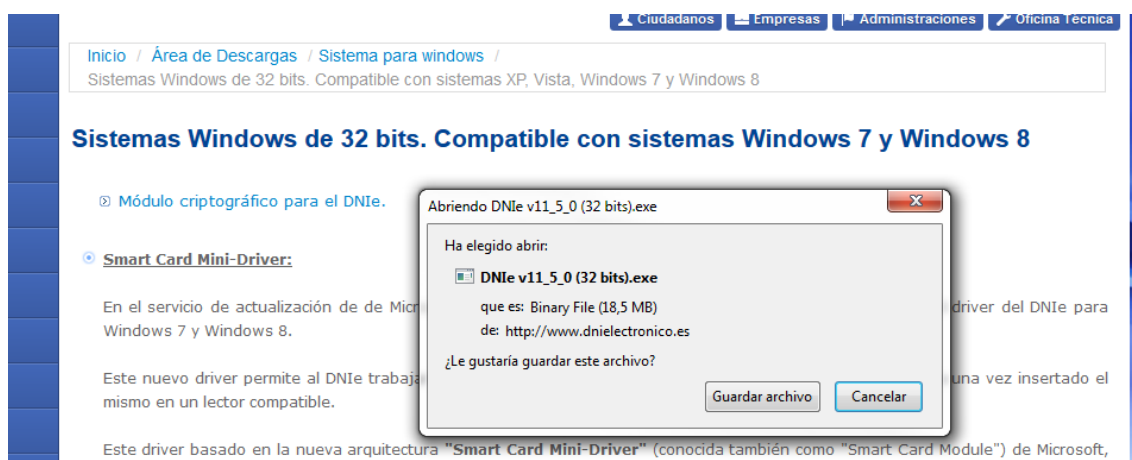 Ciudadanos Empresas Administraciones Oficina Técnica
Inicio / Área de Descargas / Sistema para windows /
Sistemas Windows de 32 bits. Compatible con sistemas XP, Vista, Windows 7 y Windows 8
Sistemas Windows de 32 bits. Compatible con sistemas Windows 7 y Windows 8
Módulo criptográfico para el DNIe.
Smart Card Mini-Driver:
En el servicio de actualización de de Micr
driver del DNIe para
Windows 7 y Windows 8.
Este nuevo driver permite al DNIe trabaja
una vez insertado el
mismo en un lector compatible.
Este driver basado en la nueva arquitectura "Smart Card Mini-Driver" (conocida también como "Smart Card Module") de Microsoft,
Abriendo DNIe v11_5_0 (32 bits).exe
Ha elegido abrir:
DNIe v11_5_0 (32 bits).exe
que es: Binary File (18,5 MB)
de: http://www.dnielectronico.es
¿Le gustaría guardar este archivo?
Guardar archivo Cancelar